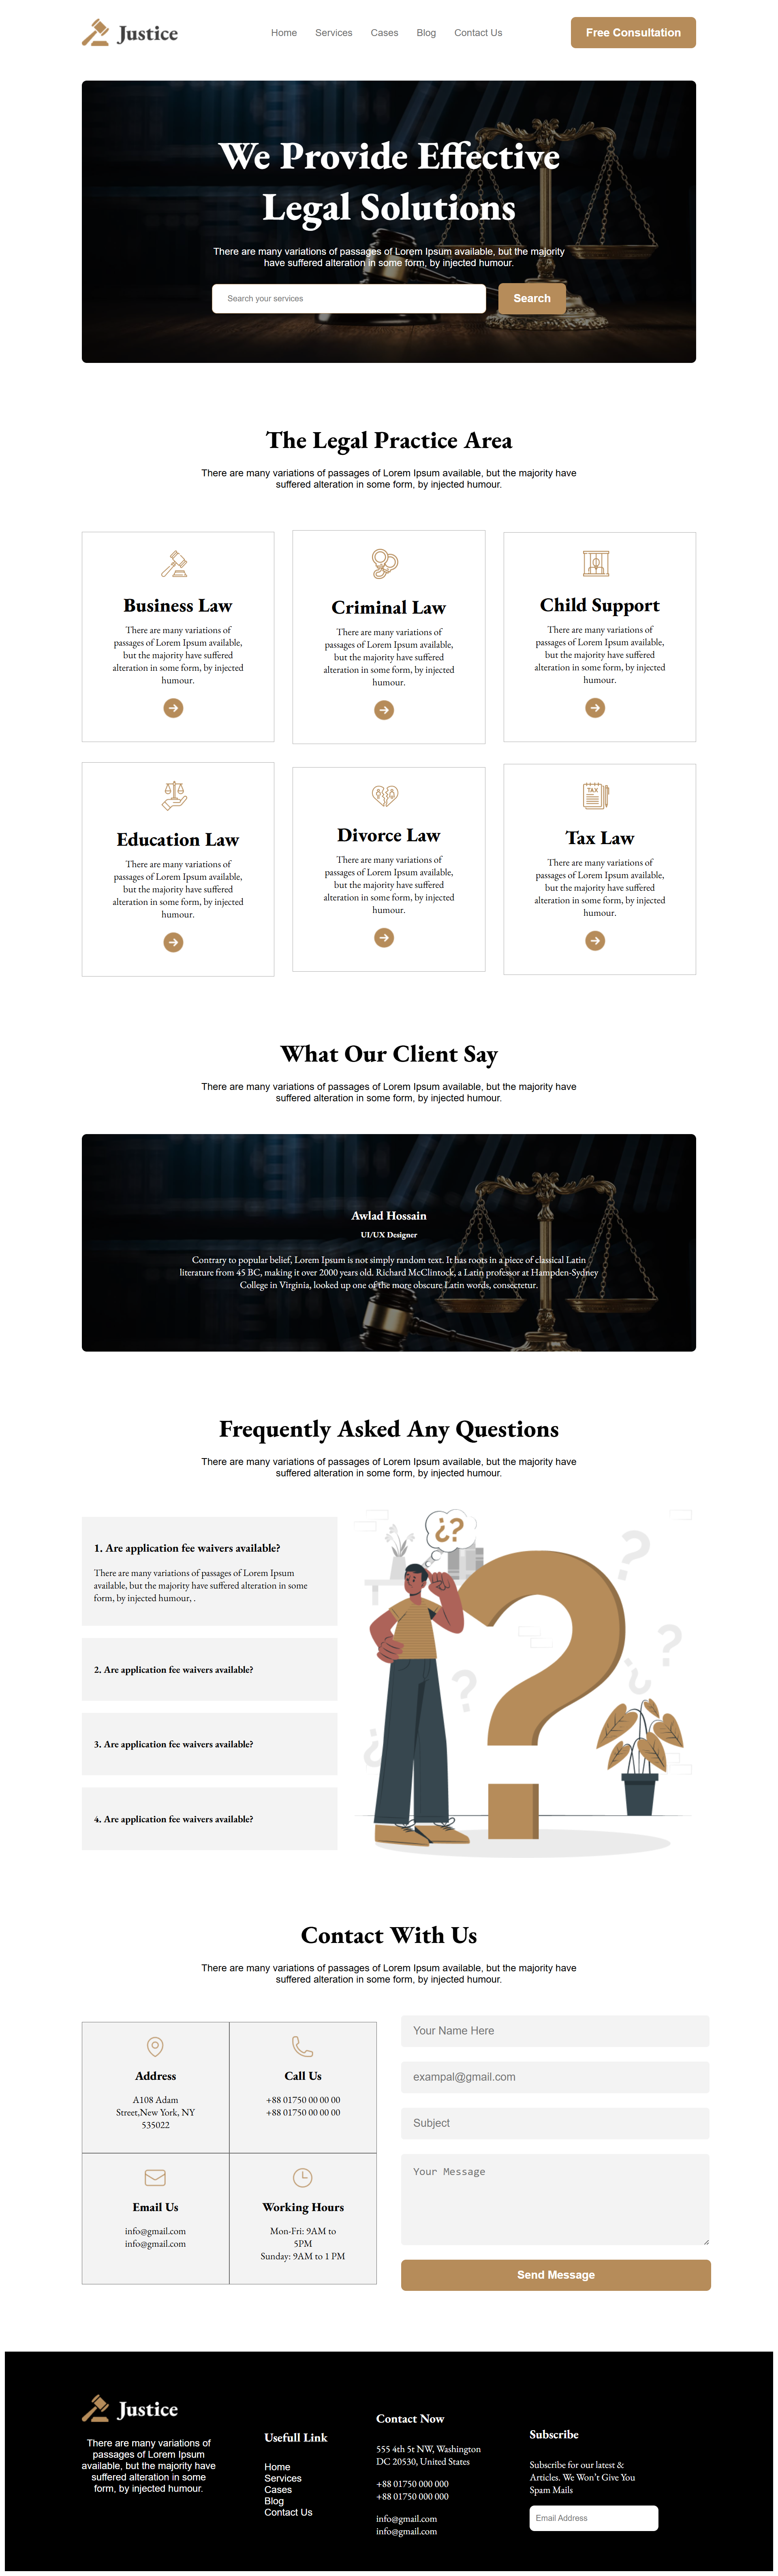 Justice
Home
Services
Cases
Blog
Contact Us
Free Consultation
We Provide Effective
Legal Solutions
There are many variations of passages of Lorem Ipsum available, but the majority
have suffered alteration in some form, by injected humour.
Search your services
Search
The Legal Practice Area
There are many variations of passages of Lorem Ipsum available, but the majority have
suffered alteration in some form, by injected humour.
Business Law
There are many variations of
passages of Lorem Ipsum available,
but the majority have suffered
alteration in some form, by injected
humour.
Criminal Law
There are many variations of
passages of Lorem Ipsum available,
but the majority have suffered
alteration in some form, by injected
humour.
Child Support
There are many variations of
passages of Lorem Ipsum available,
but the majority have suffered
alteration in some form, by injected
humour.
Education Law
There are many variations of
passages of Lorem Ipsum available,
but the majority have suffered
alteration in some form, by injected
humour.
Divorce Law
There are many variations of
passages of Lorem Ipsum available,
but the majority have suffered
alteration in some form, by injected
humour.
TAX
Tax Law
There are many variations of
passages of Lorem Ipsum available,
but the majority have suffered
alteration in some form, by injected
humour.
What Our Client Say
There are many variations of passages of Lorem Ipsum available, but the majority have
suffered alteration in some form, by injected humour.
Awlad Hossain
UI/UX Designer
Contrary to popular belief, Lorem Ipsum is not simply random text. It has roots in a piece of classical Latin
literature from 45 BC, making it over 2000 years old. Richard McClintock, a Latin professor at Hampden-Sydney
College in Virginia, looked up one of the more obscure Latin words, consectetur.
Frequently Asked Any Questions
There are many variations of passages of Lorem Ipsum available, but the majority have
suffered alteration in some form, by injected humour.
1. Are application fee waivers available?
There are many variations of passages of Lorem Ipsum
available, but the majority have suffered alteration in some
form, by injected humour, .
2. Are application fee waivers available?
3. Are application fee waivers available?
4. Are application fee waivers available?
¿?
?
Contact With Us
There are many variations of passages of Lorem Ipsum available, but the majority have
suffered alteration in some form, by injected humour.
Address
A108 Adam
Street,New York, NY
535022
Call Us
+88 01750 00 00 00
+88 01750 00 00 00
Email Us
info@gmail.com
info@gmail.com
Working Hours
Mon-Fri: 9AM to
5PM
Sunday: 9AM to 1 PM
Your Name Here
exampal@gmail.com
Subject
Your Message
Send Message
Justice
There are many variations of
passages of Lorem Ipsum
available, but the majority have
suffered alteration in some
form, by injected humour.
Usefull Link
Home
Services
Cases
Blog
Contact Us
Contact Now
555 4th 5t NW, Washington
DC 20530, United States
+88 01750 000 000
+88 01750 000 000
info@gmail.com
info@gmail.com
Subscribe
Subscribe for our latest &
Articles. We Won't Give You
Spam Mails
Email Address